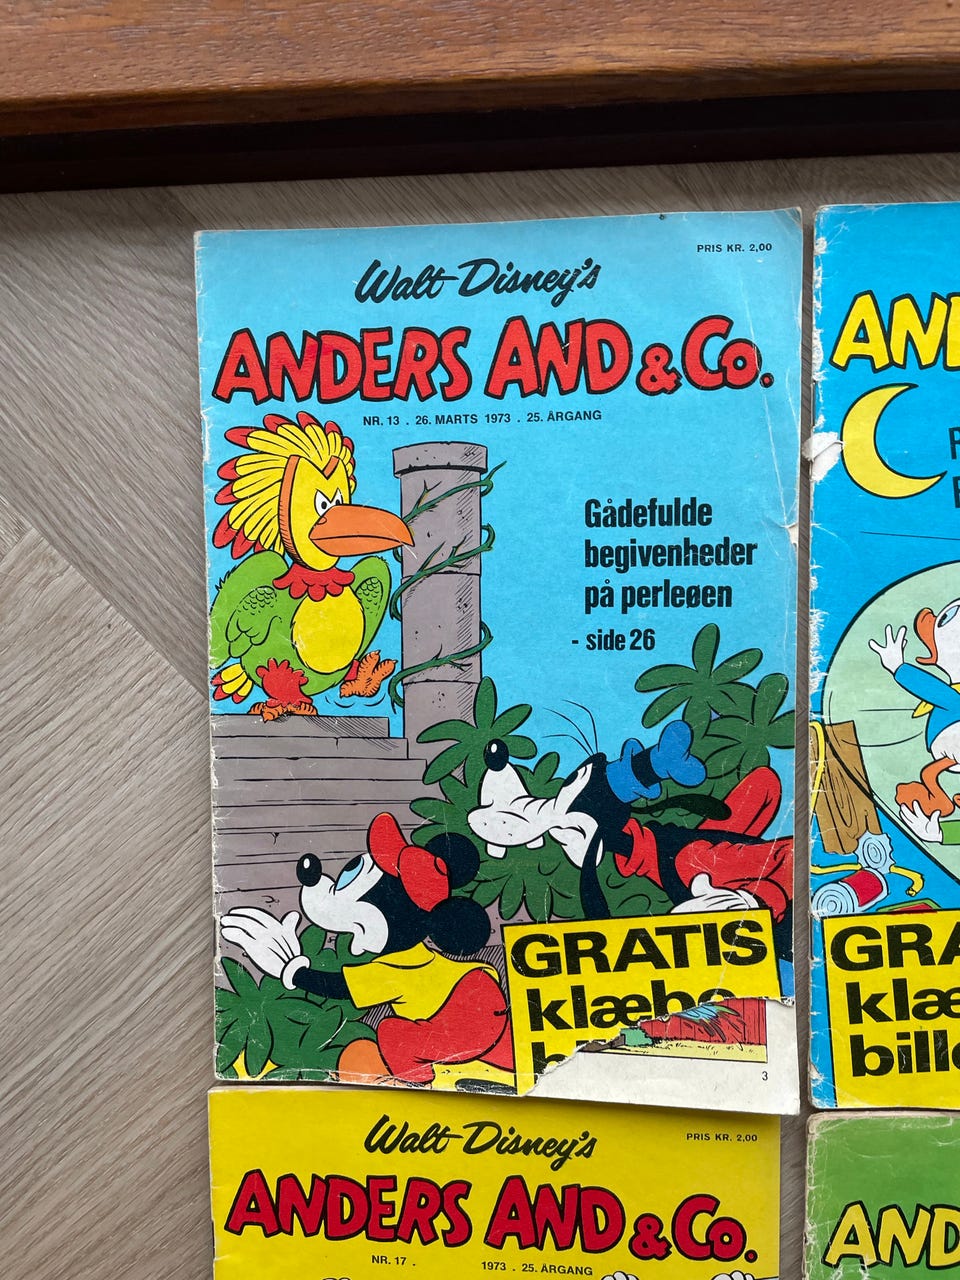 PRIS KR. 2,00
Walt Disney's
ANDERS AND & Co.
NR. 13 . 26. MARTS 1973 . 25. ÅRGANG
Gådefulde
begivenheder
på perleøen
- side 26
GRATIS
klæbe
3
Walt Disney's
PRIS KR. 2,00
ANDERS AND & Co.
NR. 17 . 1973 . 25. ÅRGANG
AN
GRA
klæ
bille
AND